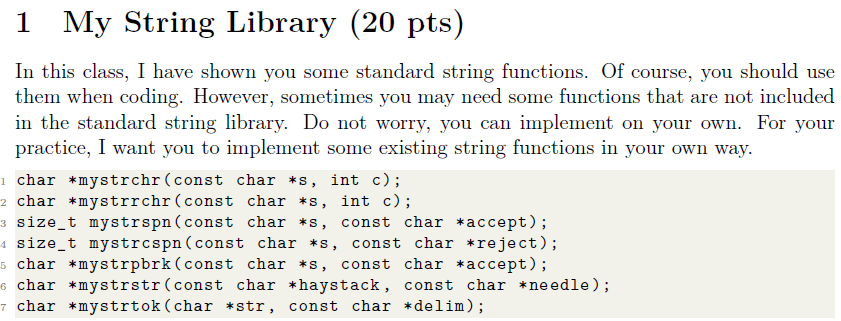 1 My String Library (20 pts)
In this class, I have shown you some standard string functions. Of course, you should use
them when coding. However, sometimes you may need some functions that are not included
in the standard string library. Do not worry, you can implement on your own. For your
practice, I want you to implement some existing string functions in your own way.
1 char *mystrchr(const char *s, int c);
2 char *mystrrchr(const char *s, int c);
3 size_t mystrspn(const char *s, const char *accept);
4 size_t mystrcspn(const char *s, const char *reject);
5 char *mystrpbrk(const char *s, const char *accept);
6 char *mystrstr(const char *haystack, const char *needle);
7 char *mystrtok(char *str, const char *delim);